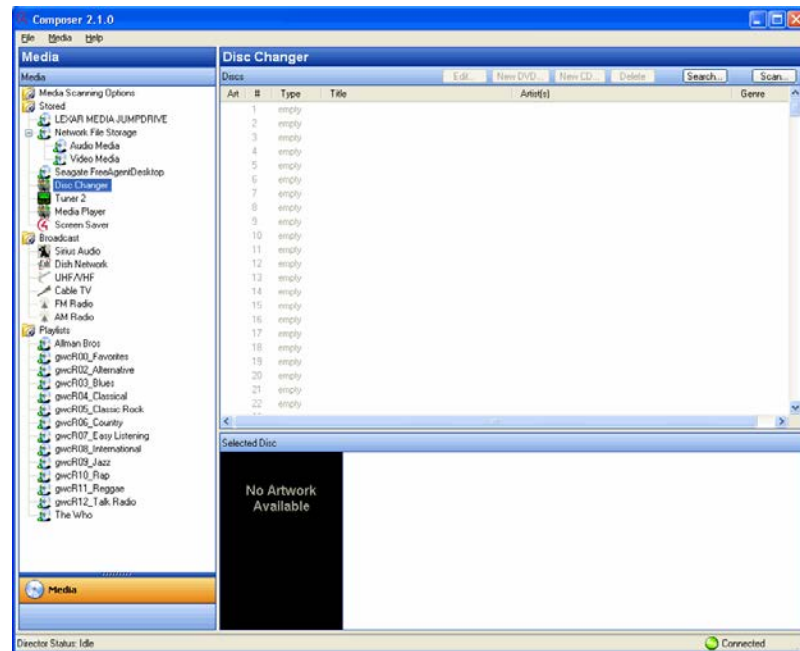 Composer 2.1.0
File Media Help
Media
Media
Media Scanning Options
Stored
LEXAR MEDIA JUMPDRIVE
Network File Storage
Audio Media
Video Media
Seagate FreeAgentDesktop
Disc Changer
Tuner 2
Media Player
Screen Saver
Broadcast
Sirius Audio
Dish Network
UHF/VHF
Cable TV
FM Radio
AM Radio
Playlists
Allman Bros
gwcR00_Favorites
gwcR02_Alternative
gwcR03_Blues
gwcR04_Classical
gwcR05_Classic Rock
gwcR06_Country
gwcR07_Easy Listening
gwcR08_International
gwcR09_Jazz
gwcR10_Rap
gwcR11_Reggae
gwcR12_Talk Radio
The Who
Media
Disc Changer
Discs Edit... New DVD... New CD... Delete Search... Scan...
Art # Type Title Artist(s) Genre
1 empty
2 empty
3 empty
4 empty
5 empty
6 empty
7 empty
8 empty
9 empty
10 empty
11 empty
12 empty
13 empty
14 empty
15 empty
16 empty
17 empty
18 empty
19 empty
20 empty
21 empty
22 empty
Selected Disc
No Artwork
Available
Director Status: Idle
Connected